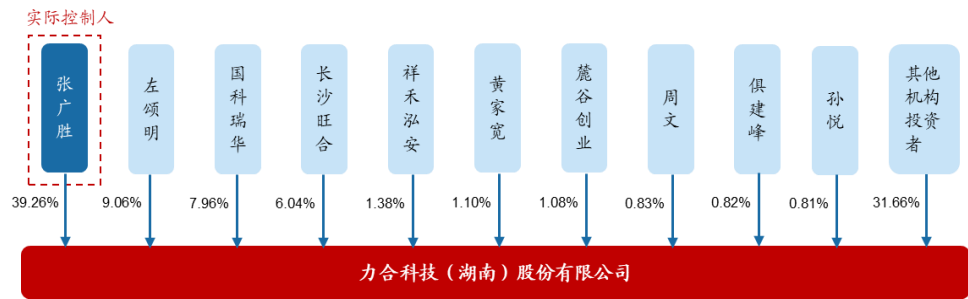 实际控制人
张广胜
左颂明
国科瑞华
长沙旺合
祥禾泓安
黄家宽
麓谷创业
周文
俱建峰
孙悦
其他机构投资者
39.26%
9.06%
7.96%
6.04%
1.38%
1.10%
1.08%
0.83%
0.82%
0.81%
31.66%
力合科技（湖南）股份有限公司